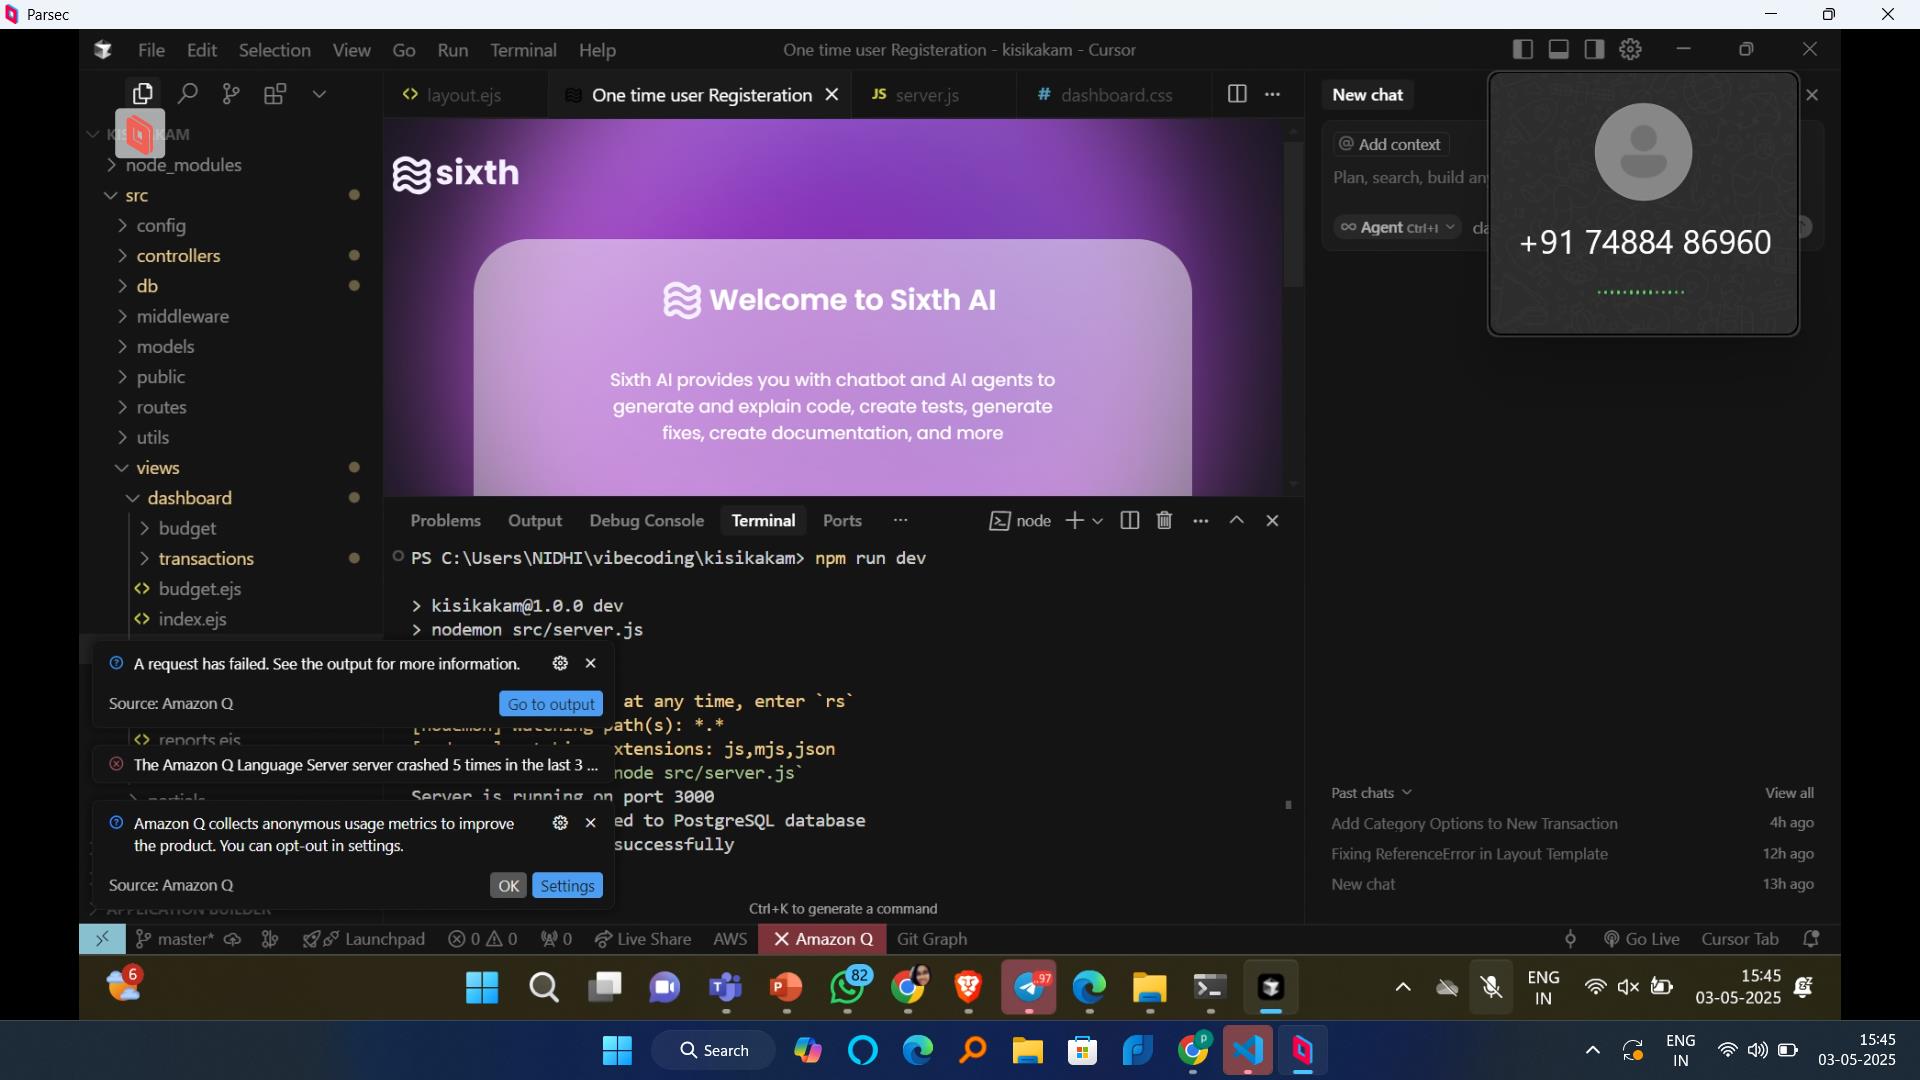 Parsec
File Edit Selection View Go Run Terminal Help
One time user Registeration - kisikakam - Cursor
layout.ejs
One time user Registeration
JS server.js
# dashboard.css
New chat
node_modules
src
config
controllers
db
middleware
models
public
routes
utils
views
dashboard
budget
transactions
budget.ejs
index.ejs
reports.ejs
sixth
Welcome to Sixth AI
Sixth AI provides you with chatbot and AI agents to
generate and explain code, create tests, generate
fixes, create documentation, and more
@ Add context
Plan, search, build
Agent Ctrl+I
+91 74884 86960
Problems Output Debug Console Terminal Ports
node
PS C:\Users\NIDHI\vibecoding\kisikakam> npm run dev
> kisikakam@1.0.0 dev
> nodemon src/server.js
at any time, enter `rs`
path(s): *.*
js,mjs,json
src/server.js`
Server is running on port 3000
to PostgreSQL database
successfully
Ctrl+K to generate a command
A request has failed. See the output for more information.
Source: Amazon Q
Go to output
The Amazon Q Language Server server crashed 5 times in the last 3 ...
Amazon Q collects anonymous usage metrics to improve
the product. You can opt-out in settings.
Source: Amazon Q
OK Settings
Past chats View all
Add Category Options to New Transaction 4h ago
Fixing ReferenceError in Layout Template 12h ago
New chat 13h ago
master* Launchpad 0 0 0 Live Share AWS Amazon Q Git Graph
Go Live Cursor Tab
6
82
97
ENG
IN
15:45
03-05-2025
Search
ENG
IN
15:45
03-05-2025